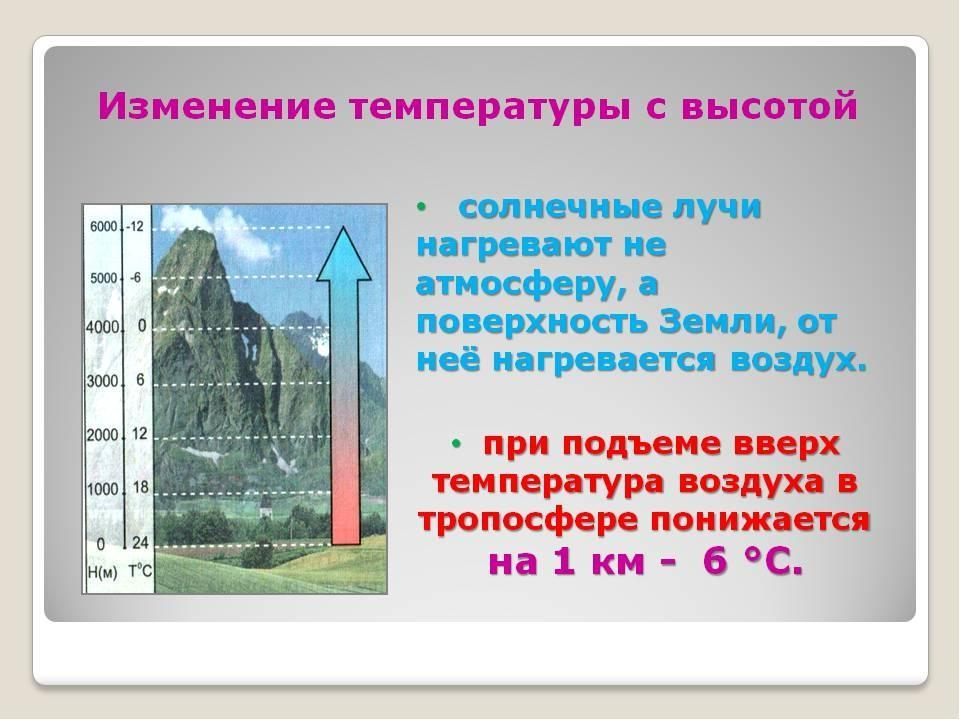 Изменение температуры с высотой
6000 -12
5000 -6
4000 0
3000 6
2000 12
1000 18
0 24
Н(м) Т⁰С
• солнечные лучи
нагревают не
атмосферу, а
поверхность Земли, от
неё нагревается воздух.
• при подъеме вверх
температура воздуха в
тропосфере понижается
на 1 км - 6 °С.